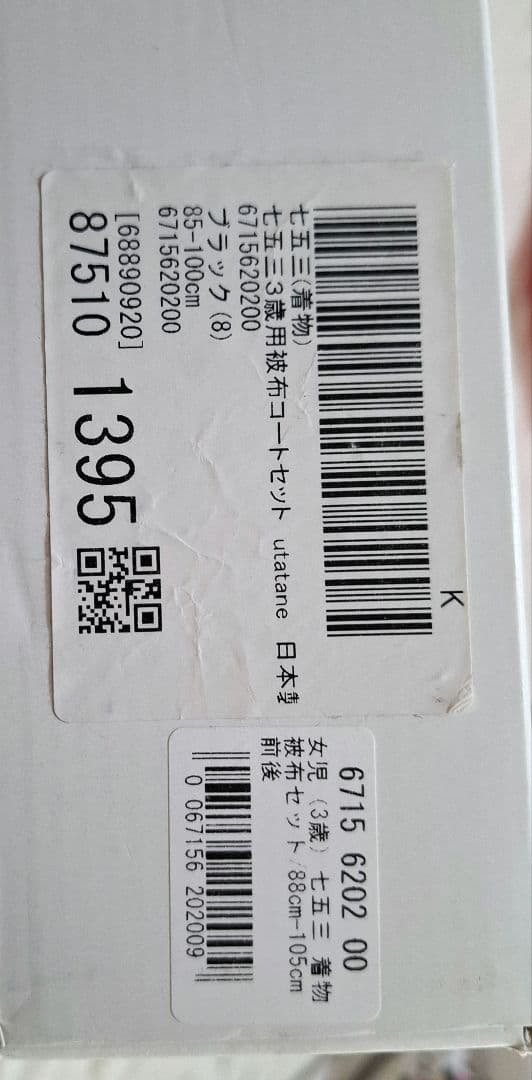 K
七五三(着物)
七五三3歳用被布コートセット utatane 日本
6715620200
ブラック(8)
85-100cm
6715620200
[68890920]
87510 1395
6715 6202 00
女児 (3歳) 七五三 着物
被布セット/88cm-105cm
前後
0 067156 202009